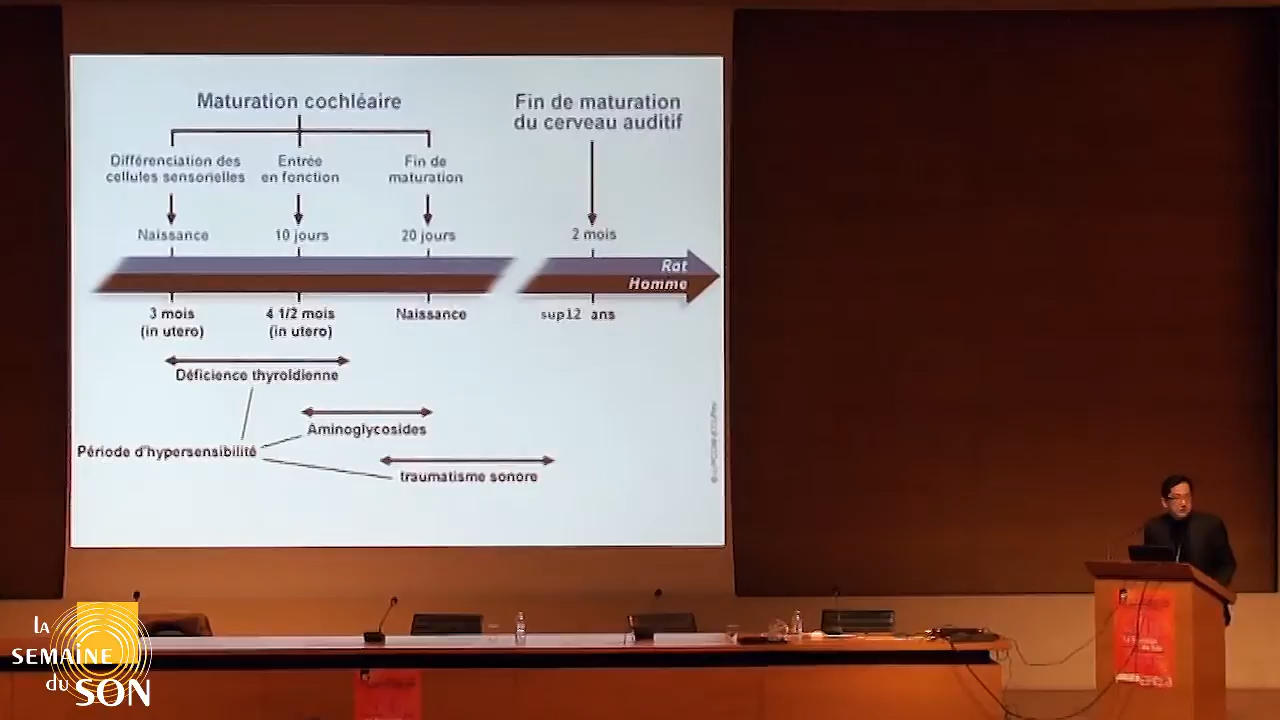 Maturation cochléaire
Fin de maturation
du cerveau auditif
Différenciation des
cellules sensorielles
Entrée
en fonction
Fin de
maturation
Naissance
10 jours
20 jours
2 mois
Rat
Homme
3 mois
(in utero)
4 1/2 mois
(in utero)
Naissance
sup12 ans
Déficience thyroïdienne
Aminoglycosides
Période d'hypersensibilité
traumatisme sonore
LA
SEMAINE
du
SON